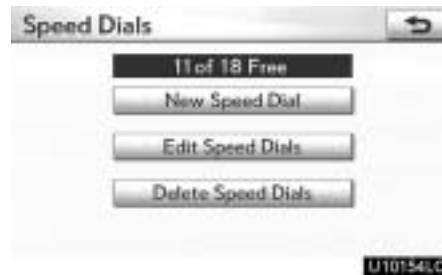 Speed Dials
11 of 18 Free
New Speed Dial
Edit Speed Dials
Delete Speed Dials
U10154LC